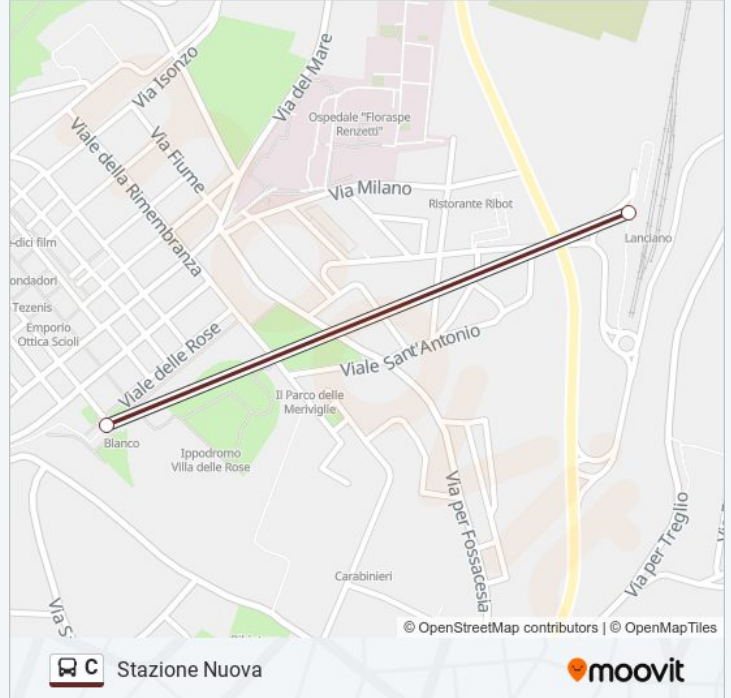 Via Isonzo
Via del Mare
Ospedale "Floraspe
Renzetti"
Viale della Rimembranza
Via Fiume
Via Milano
Ristorante Ribot
Lanciano
-dici film
ondadori
Tezenis
Emporio
Ottica Scioli
Viale delle Rose
Viale Sant'Antonio
Il Parco delle
Meriviglie
Blanco
Ippodromo
Villa delle Rose
Via per Fossacesia
Via per Treglio
Carabinieri
Via S
© OpenStreetMap contributors | © OpenMapTiles
C Stazione Nuova
moovit